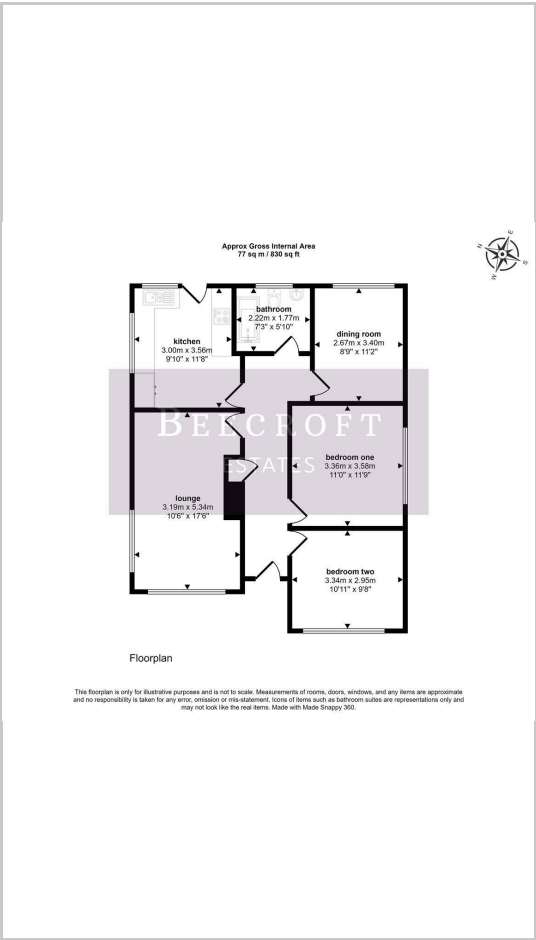 Approx Gross Internal Area
77 sq m / 830 sq ft
N
E
S
W
bathroom
2.22m x 1.77m
7'3" x 5'10"
kitchen
3.00m x 3.56m
9'10" x 11'8"
dining room
2.67m x 3.40m
8'9" x 11'2"
BEECROFT
ESTATES
bedroom one
3.36m x 3.58m
11'0" x 11'9"
lounge
3.19m x 5.34m
10'6" x 17'6"
bedroom two
3.34m x 2.95m
10'11" x 9'8"
Floorplan
This floorplan is only for illustrative purposes and is not to scale. Measurements of rooms, doors, windows, and any items are approximate
and no responsibility is taken for any error, omission or mis-statement. Icons of items such as bathroom suites are representations only and
may not look like the real items. Made with Made Snappy 360.